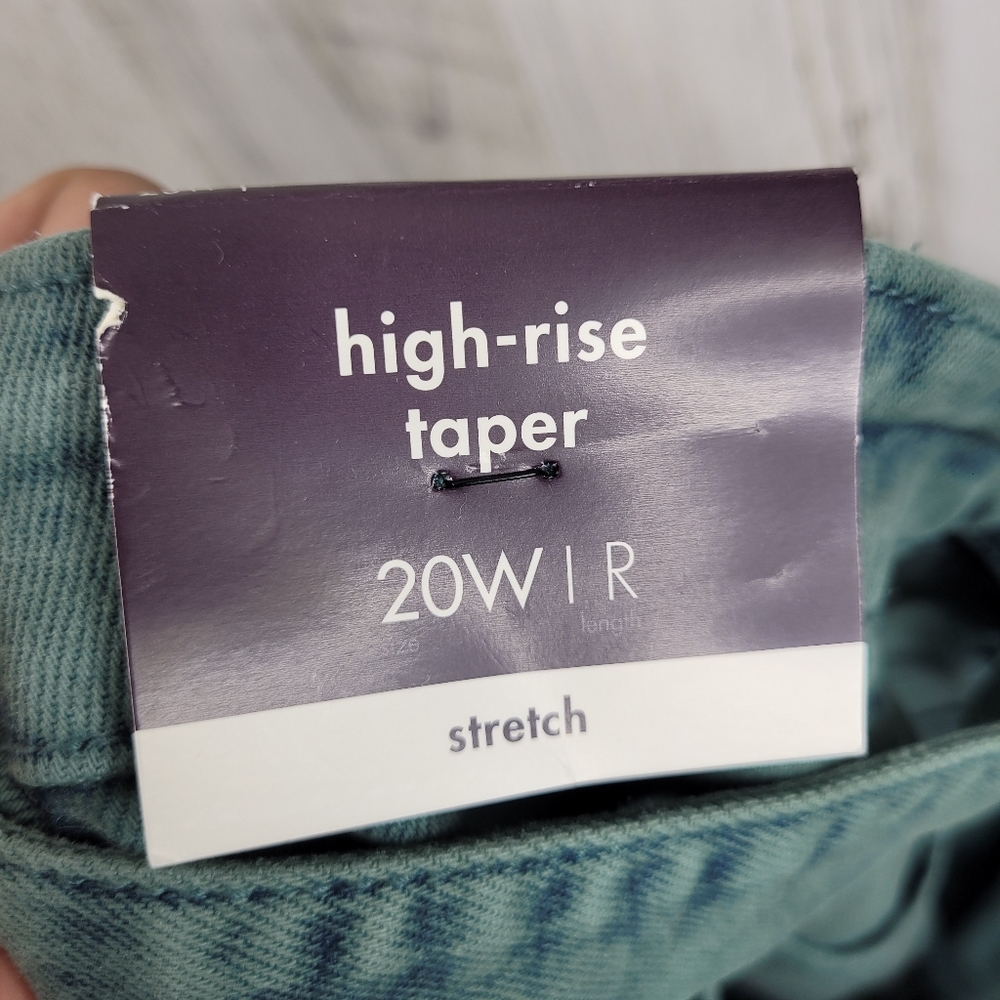 high-rise
taper
20W | R
size length
stretch